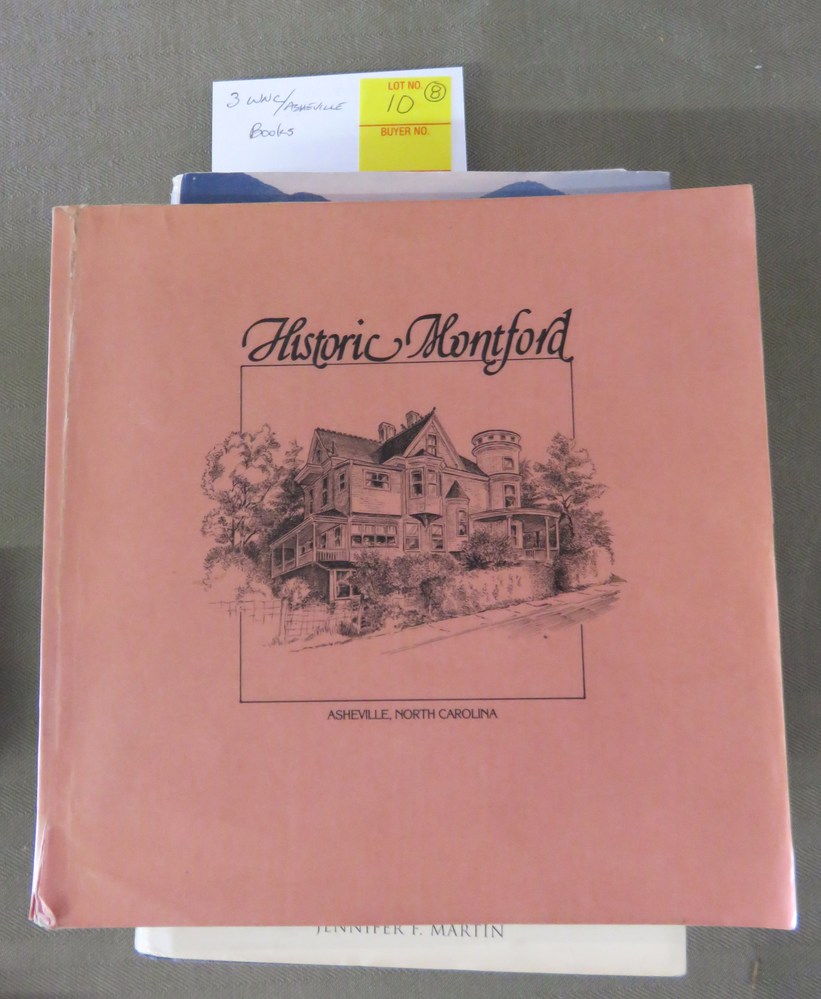 3 WNC/ASHEVILLE
Books
LOT NO.
10 8
BUYER NO.
Historic Montford
ASHEVILLE, NORTH CAROLINA
JENNIFER F. MARTIN